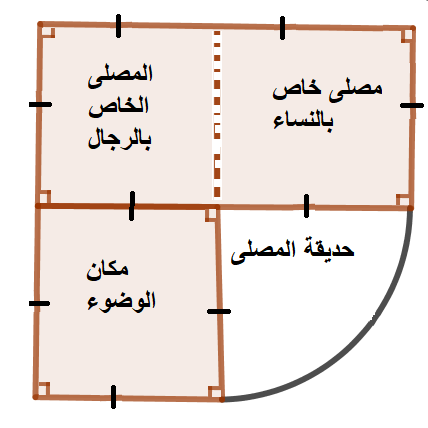 المصلى
الخاص
بالرجال
مصلى خاص
بالنساء
مكان
الوضوء
حديقة المصلى